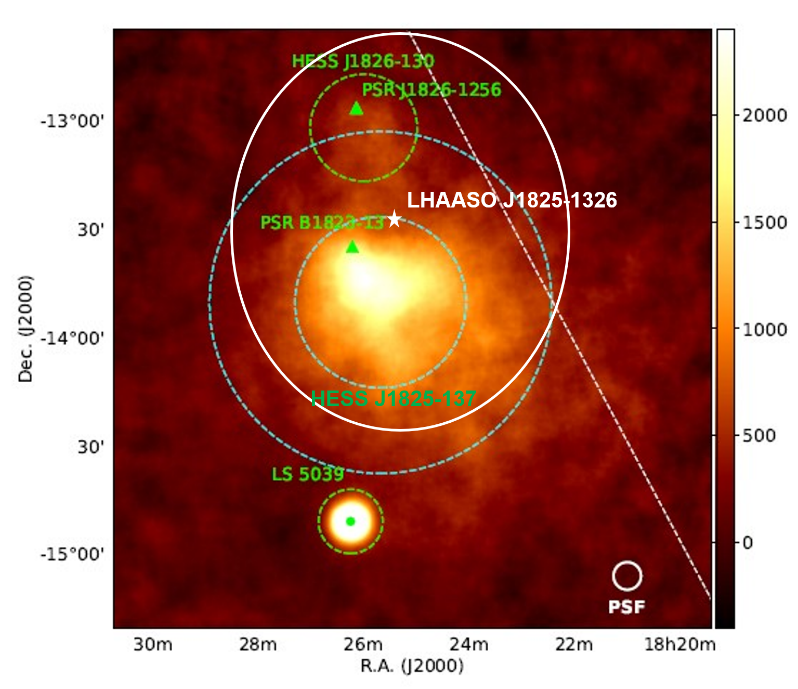 HESS J1826-130
PSR J1826-1256
LHAASO J1825-1326
PSR B1823-13
HESS J1825-137
LS 5039
PSF
-13°00'
30'
-14°00'
30'
-15°00'
Dec. (J2000)
30m
28m
26m
24m
22m
18h20m
R.A. (J2000)
2000
1500
1000
500
0